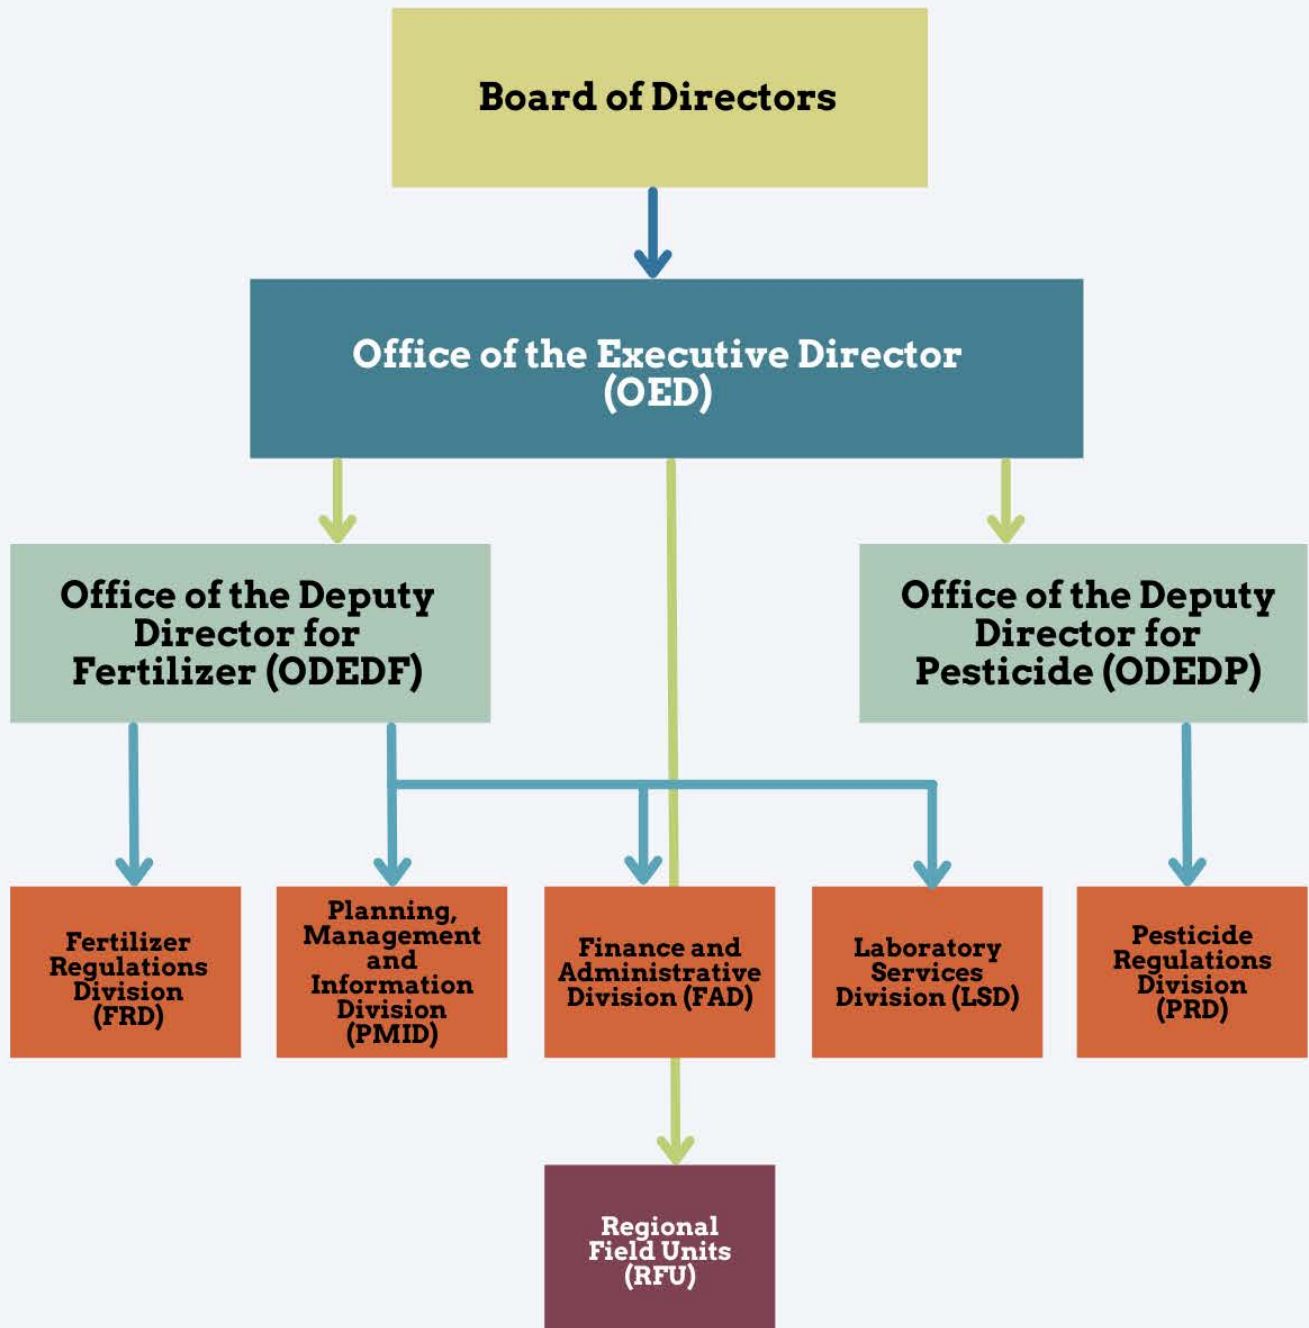 Board of Directors
Office of the Executive Director
(OED)
Office of the Deputy
Director for
Fertilizer (ODEDF)
Office of the Deputy
Director for
Pesticide (ODEDP)
Fertilizer
Regulations
Division
(FRD)
Planning,
Management
and
Information
Division
(PMID)
Finance and
Administrative
Division (FAD)
Laboratory
Services
Division (LSD)
Pesticide
Regulations
Division
(PRD)
Regional
Field Units
(RFU)